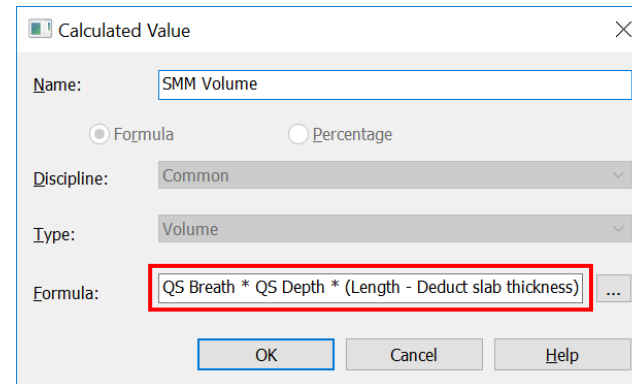 Calculated Value
Name: SMM Volume
Formula Percentage
Discipline: Common
Type: Volume
Formula: QS Breath * QS Depth * (Length - Deduct slab thickness) ...
OK Cancel Help